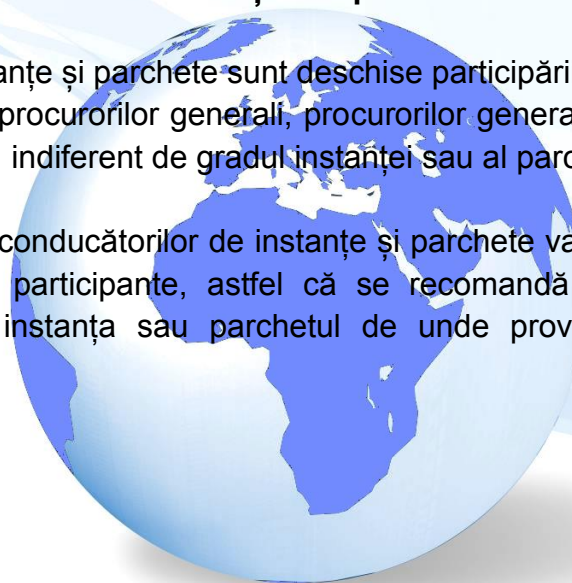 anțe și parchete sunt deschise participări
procurorilor generali, procurorilor genera
indiferent de gradul instanței sau al parc
conducătorilor de instanțe și parchete va
participante, astfel că se recomandă
instanța sau parchetul de unde prov